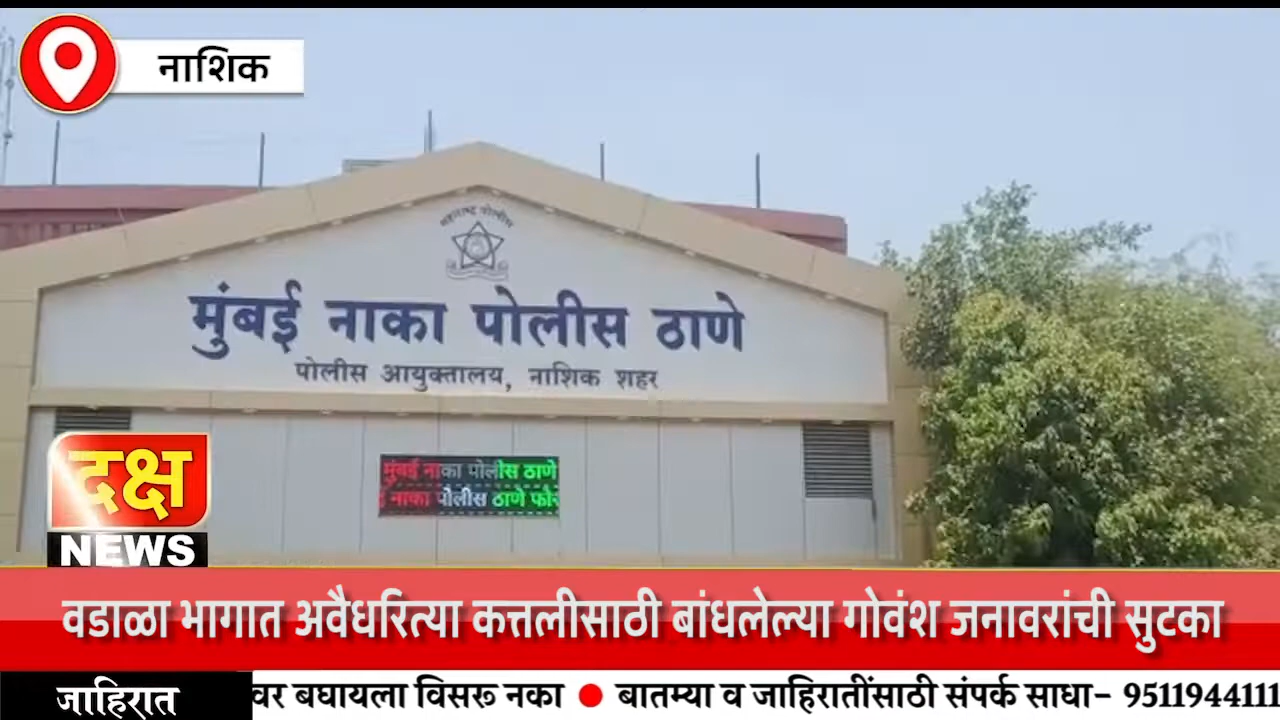 नाशिक
महाराष्ट्र पोलीस
मुंबई नाका पोलीस ठाणे
पोलीस आयुक्तालय, नाशिक शहर
मुंबई नाका पोलीस ठाणे
नाका पोलीस ठाणे
दक्ष
NEWS
वडाळा भागात अवैधरित्या कत्तलीसाठी बांधलेल्या गोवंश जनावरांची सुटका
जाहिरात
वर बघायला विसरू नका ● बातम्या व जाहिरातींसाठी संपर्क साधा- 9511944111